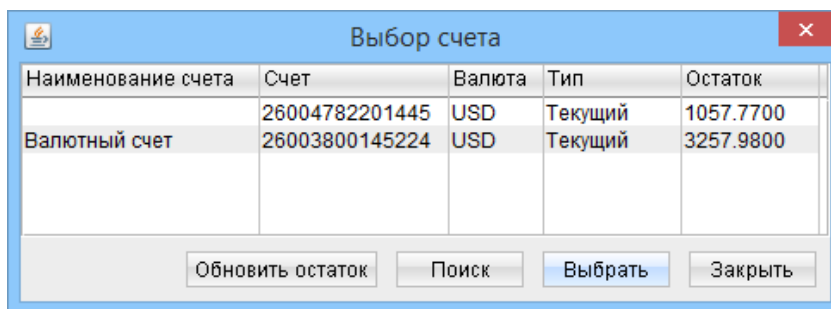 Выбор счета
Наименование счета Счет Валюта Тип Остаток
26004782201445 USD Текущий 1057.7700
Валютный счет 26003800145224 USD Текущий 3257.9800
Обновить остаток Поиск Выбрать Закрыть